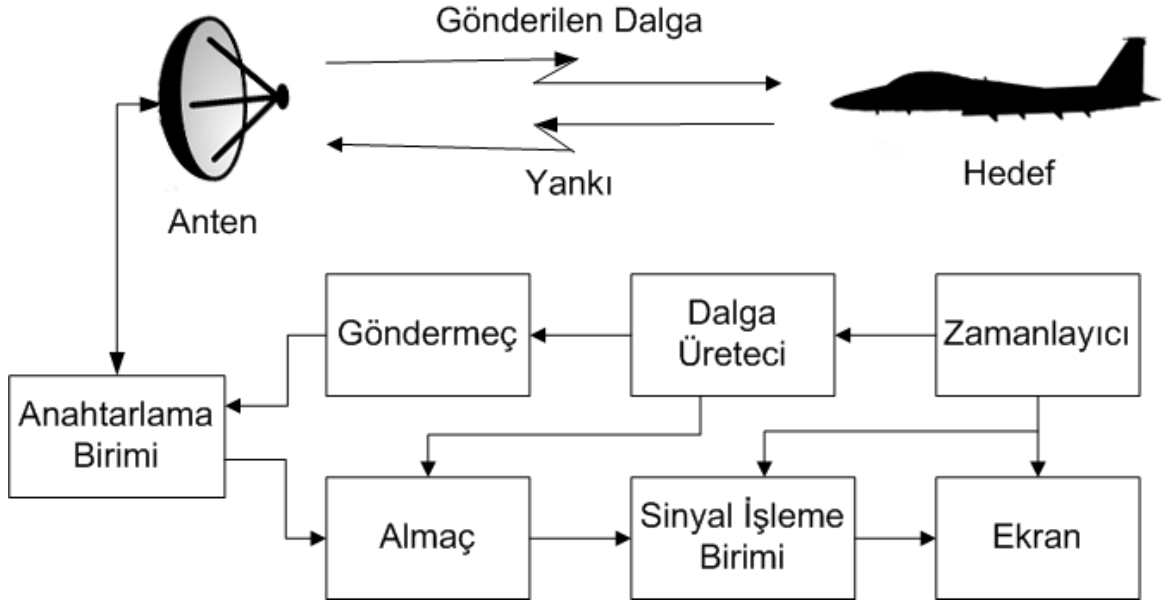 Gönderilen Dalga
Yankı
Hedef
Anten
Göndermeç
Dalga
Üreteci
Zamanlayıcı
Anahtarlama
Birimi
Almaç
Sinyal İşleme
Birimi
Ekran